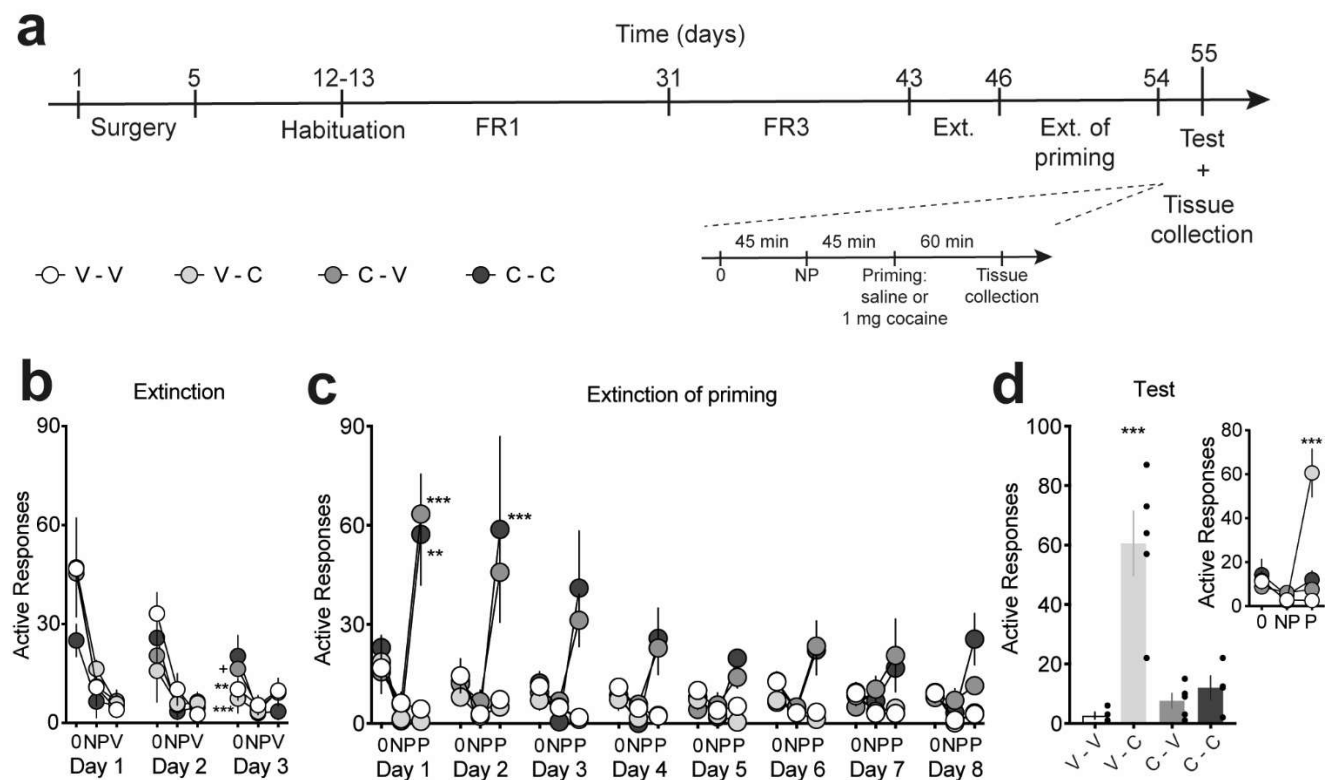 a
Time (days)
1 5 12-13 31 43 46 54 55
Surgery Habituation FR1 FR3 Ext. Ext. of priming Test
+
Tissue
collection
45 min 45 min 60 min
0 NP Priming: Tissue
saline or collection
1 mg cocaine
V - V V - C C - V C - C
b Extinction
Active Responses
90
60
30
0
+
**
***
0NPV 0NPV 0NPV
Day 1 Day 2 Day 3
c Extinction of priming
Active Responses
90
60
30
0
***
**
***
0NPP 0NPP 0NPP 0NPP 0NPP 0NPP 0NPP 0NPP
Day 1 Day 2 Day 3 Day 4 Day 5 Day 6 Day 7 Day 8
d Test
Active Responses
100
80
60
40
20
0
***
V - V V - C C - V C - C
Active Responses
80
60
40
20
0
***
0 NP P